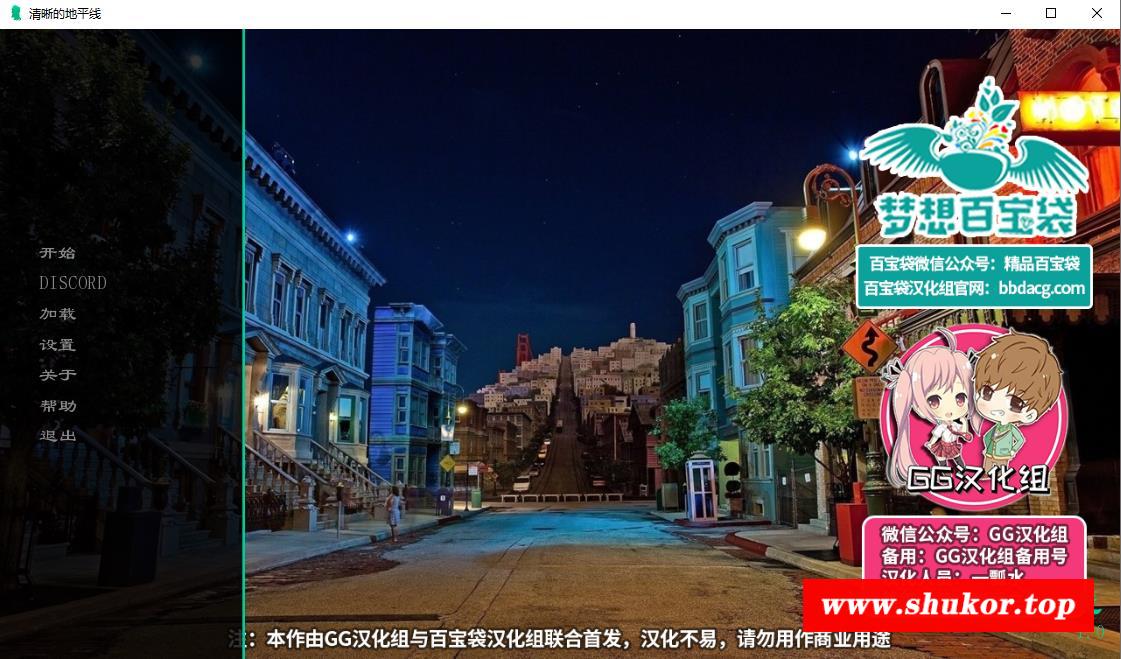 清晰的地平线
开始
DISCORD
加载
设置
关于
帮助
退出
梦想百宝袋
百宝袋微信公众号：精品百宝袋
百宝袋汉化组官网：bbdacg.com
GG汉化组
微信公众号：GG汉化组
备用：GG汉化组备用号
汉化人员：一瓢水
www.shukor.top
注：本作由GG汉化组与百宝袋汉化组联合首发，汉化不易，请勿用作商业用途